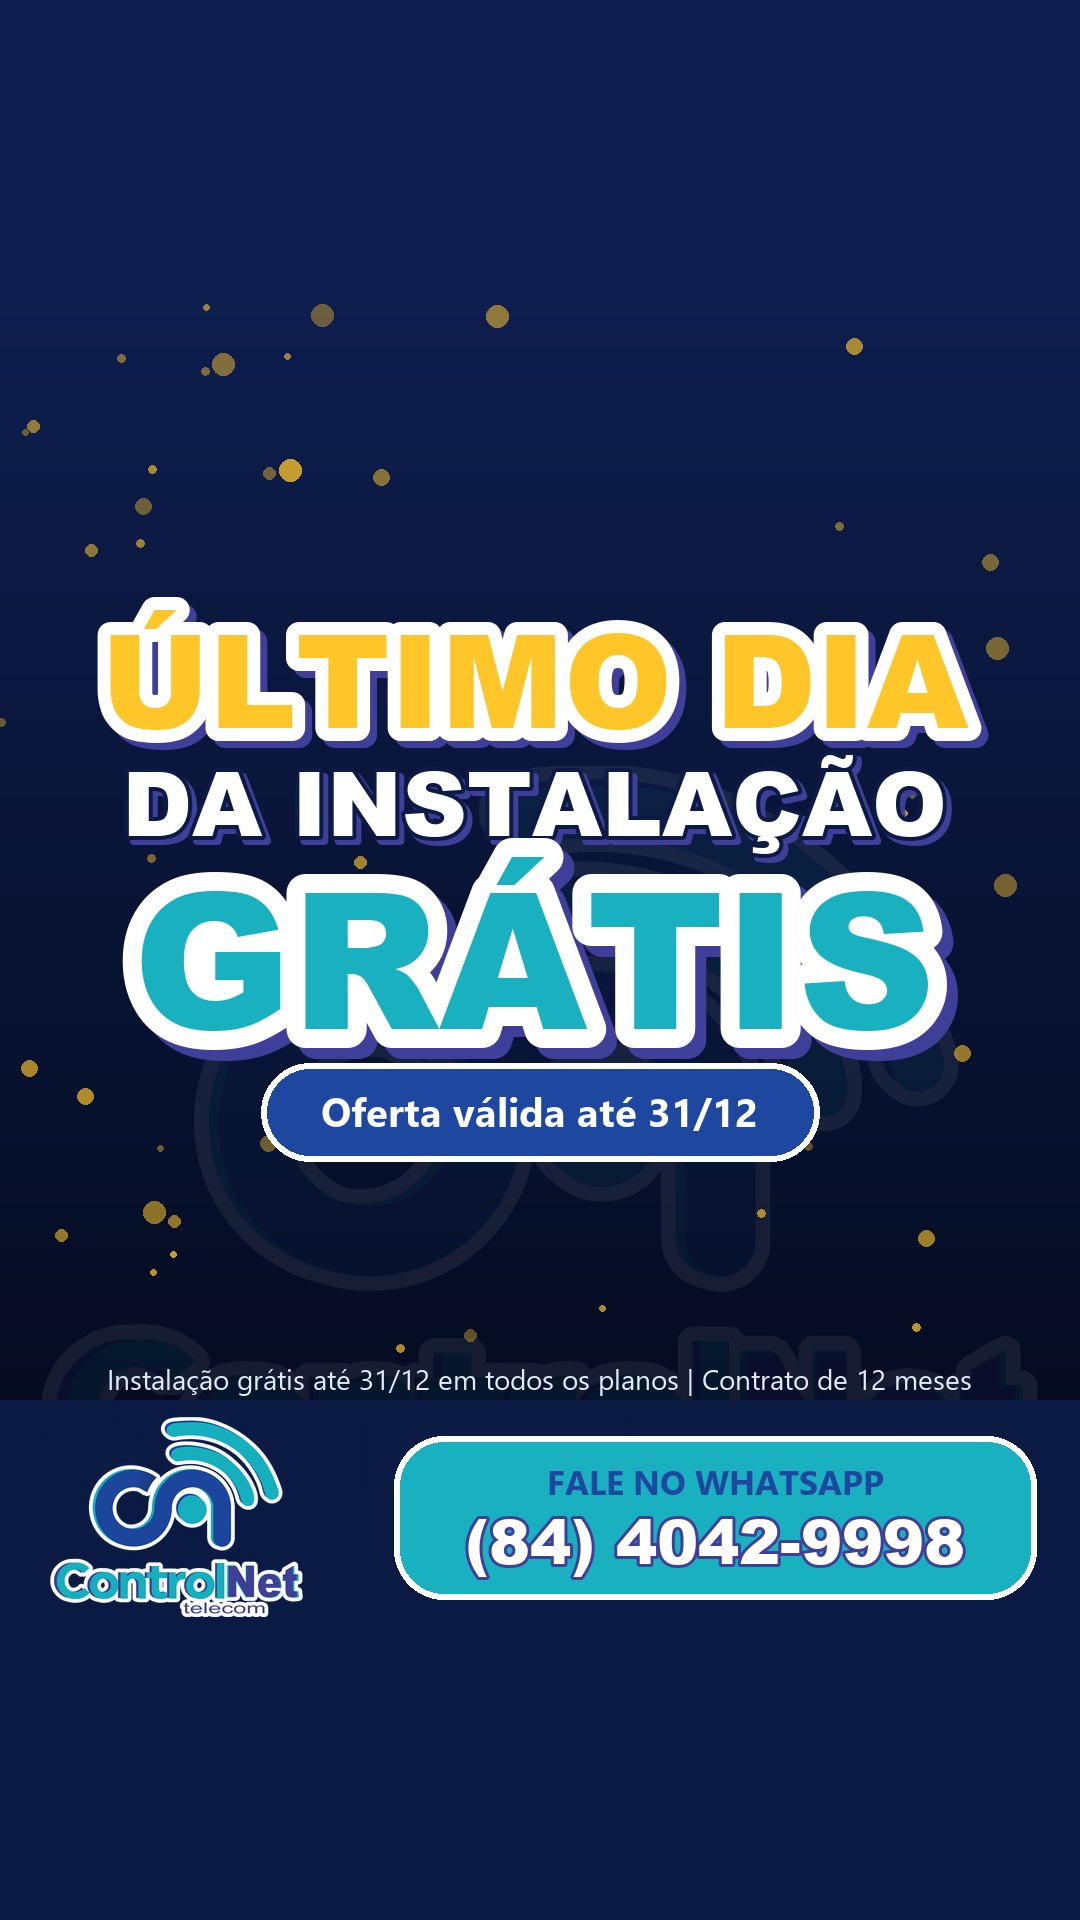 ÚLTIMO DIA
DA INSTALAÇÃO
GRÁTIS
Oferta válida até 31/12
Instalação grátis até 31/12 em todos os planos | Contrato de 12 meses
ControlNet
telecom
FALE NO WHATSAPP
(84) 4042-9998